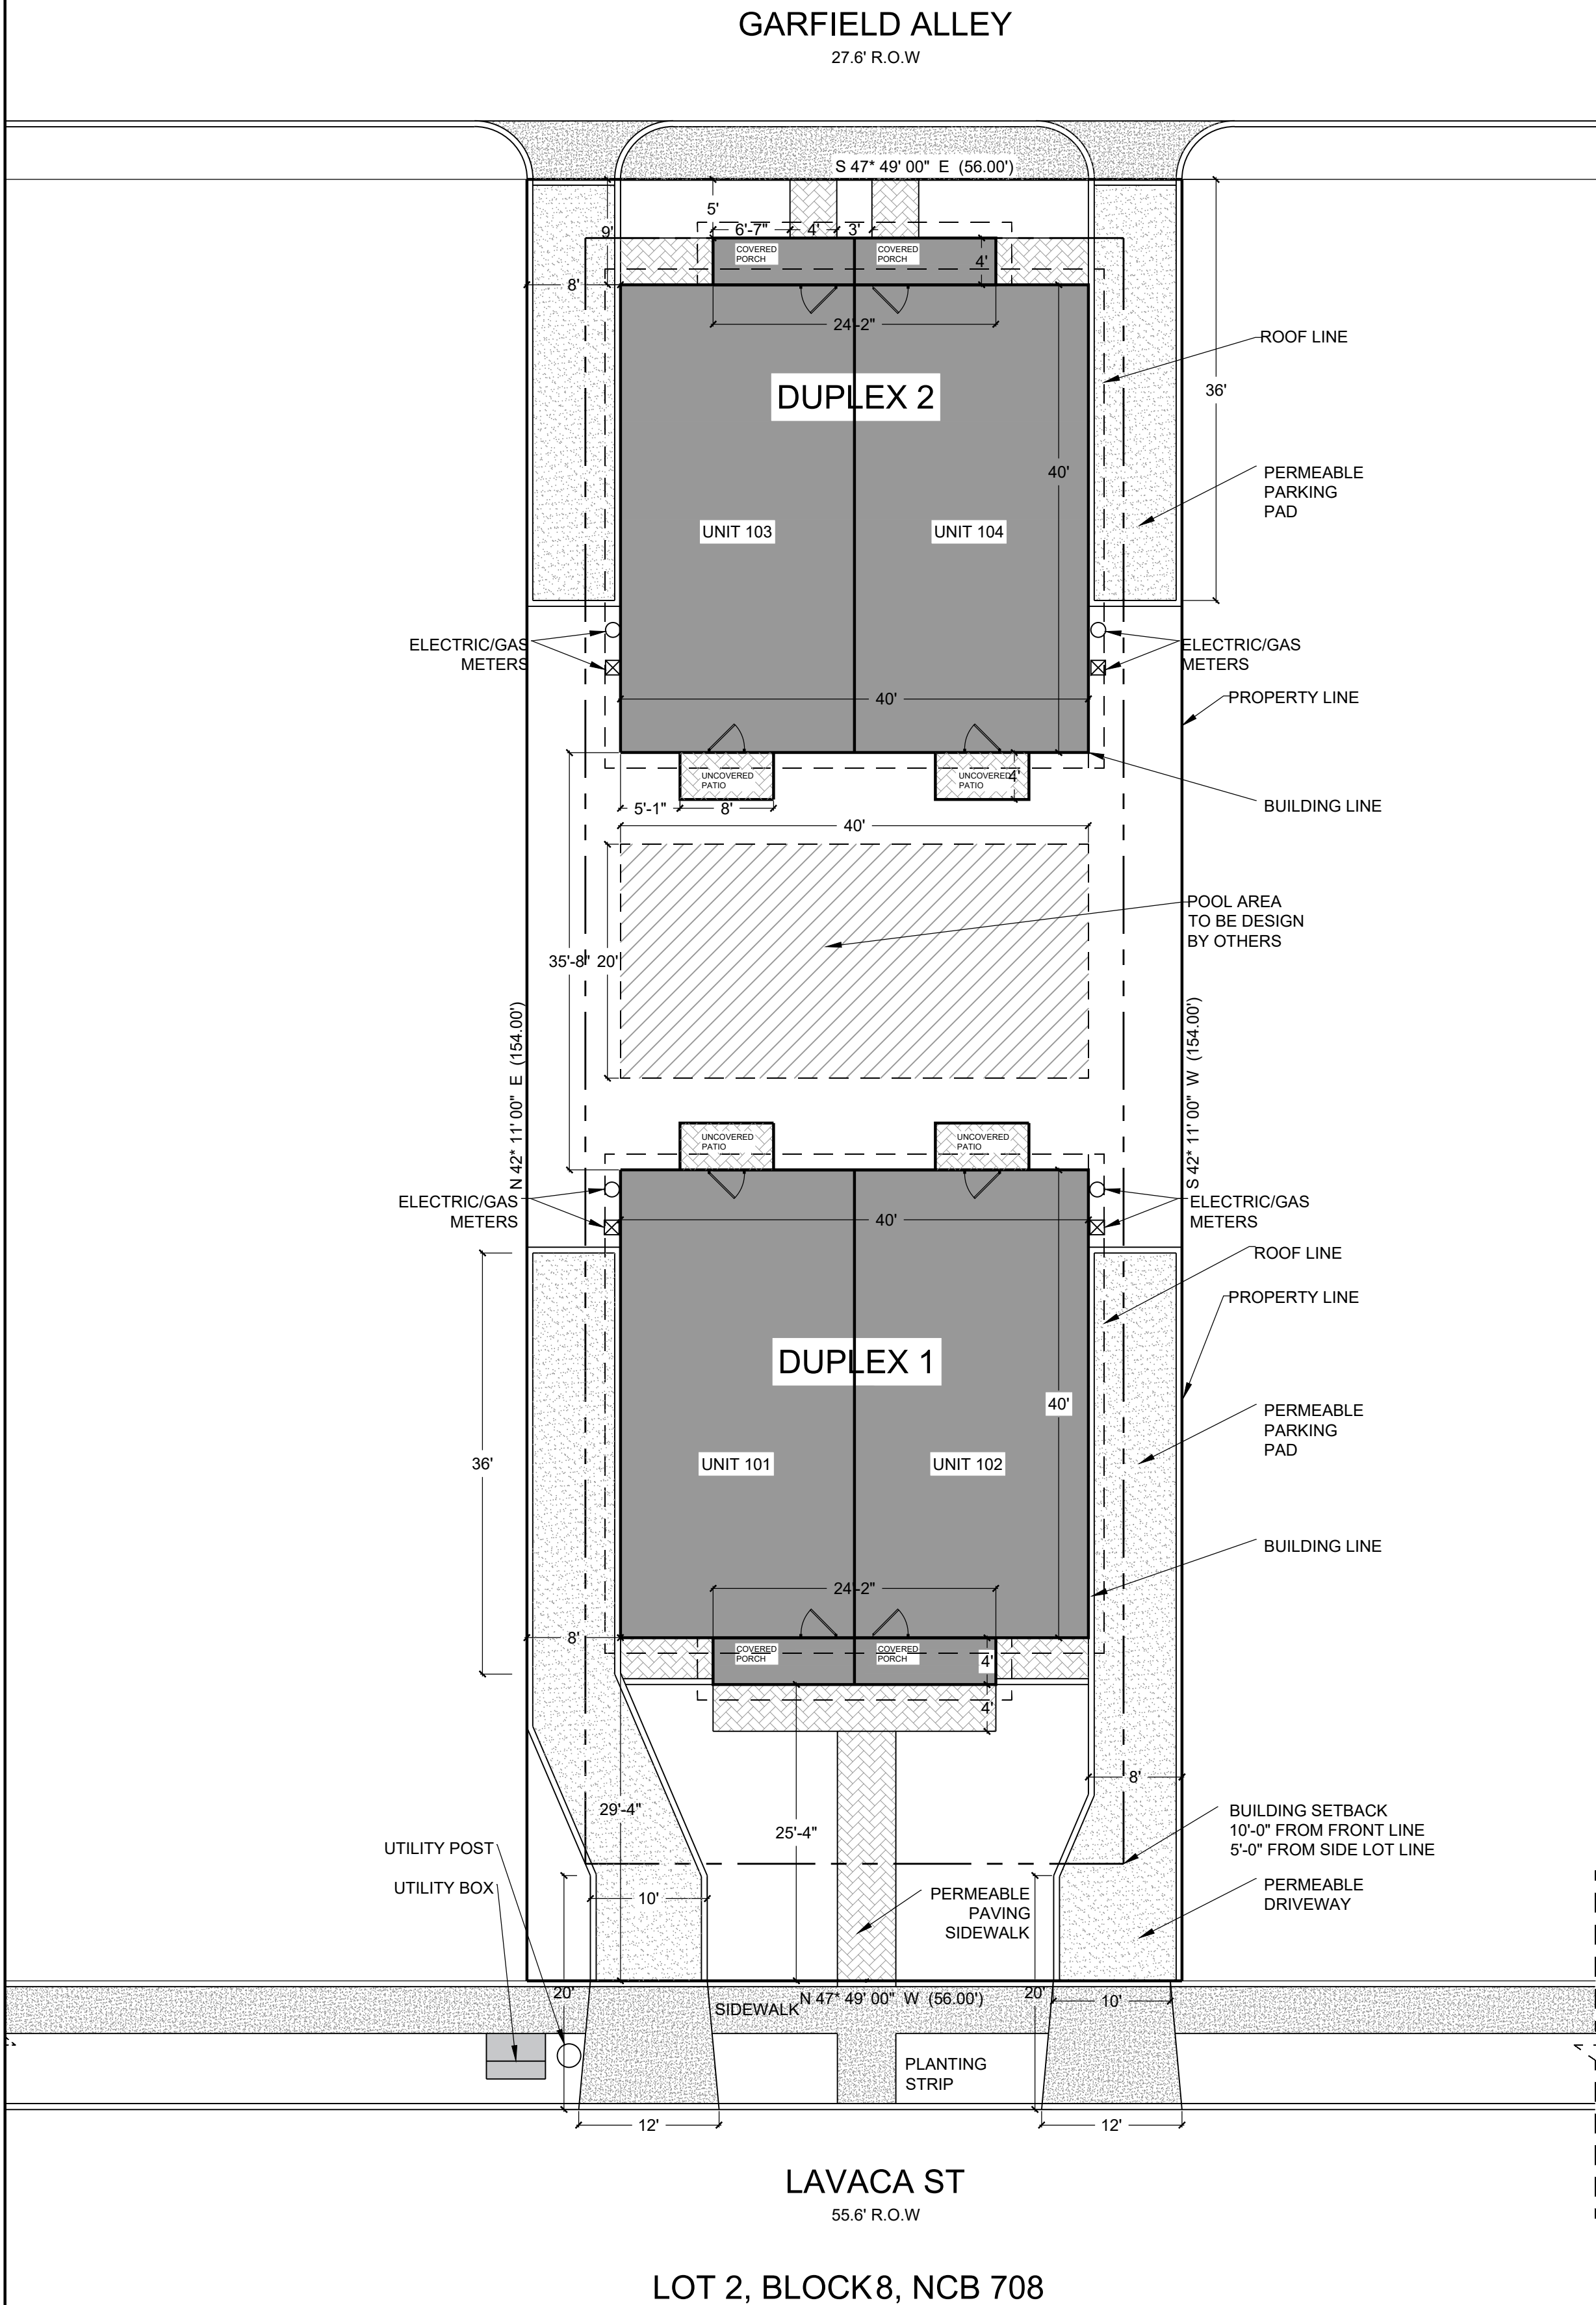 GARFIELD ALLEY
27.6' R.O.W
S 47* 49' 00" E (56.00')
5'
9'
6'-7"
4'
3'
COVERED
PORCH
COVERED
PORCH
4'
8'
24'-2"
ROOF LINE
DUPLEX 2
36'
40'
PERMEABLE
PARKING
PAD
UNIT 103
UNIT 104
ELECTRIC/GAS
METERS
ELECTRIC/GAS
METERS
40'
PROPERTY LINE
UNCOVERED
PATIO
UNCOVERED
PATIO
4'
5'-1"
8'
BUILDING LINE
40'
POOL AREA
TO BE DESIGN
BY OTHERS
35'-8"
20'
N 42* 11' 00" E (154.00')
S 42* 11' 00" W (154.00')
UNCOVERED
PATIO
UNCOVERED
PATIO
ELECTRIC/GAS
METERS
ELECTRIC/GAS
METERS
40'
ROOF LINE
PROPERTY LINE
DUPLEX 1
40'
PERMEABLE
PARKING
PAD
36'
UNIT 101
UNIT 102
BUILDING LINE
24'-2"
8'
COVERED
PORCH
COVERED
PORCH
4'
4'
8'
29'-4"
25'-4"
BUILDING SETBACK
10'-0" FROM FRONT LINE
5'-0" FROM SIDE LOT LINE
UTILITY POST
UTILITY BOX
10'
PERMEABLE
PAVING
SIDEWALK
PERMEABLE
DRIVEWAY
20'
SIDEWALK
N 47* 49' 00" W (56.00')
20'
10'
PLANTING
STRIP
12'
12'
LAVACA ST
55.6' R.O.W
LOT 2, BLOCK 8, NCB 708